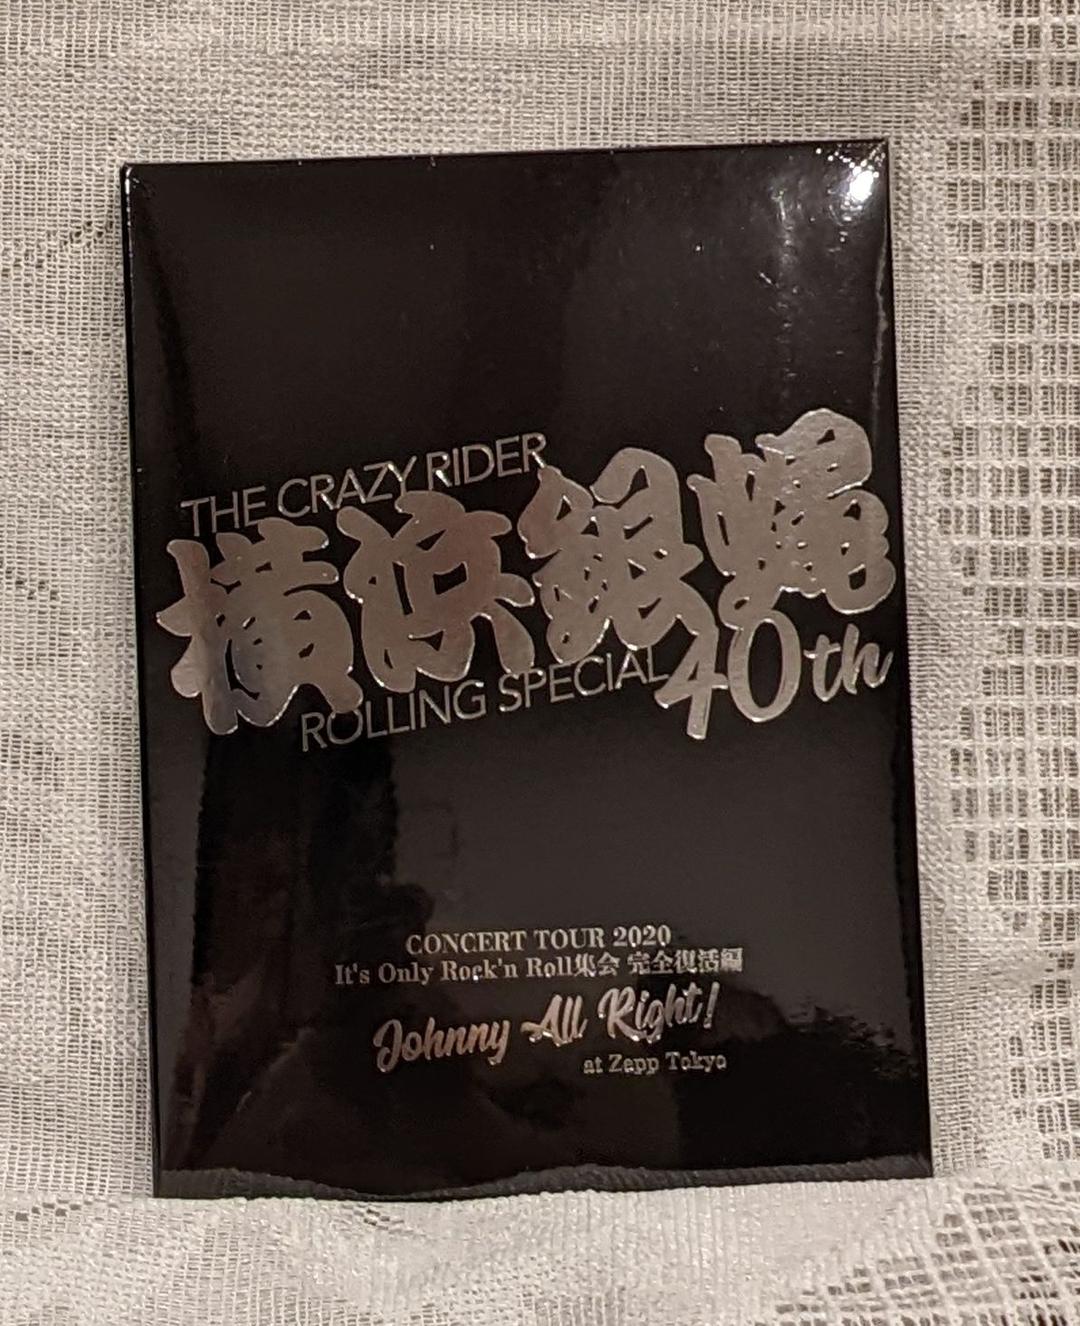 THE CRAZY RIDER
横浜銀蝿
ROLLING SPECIAL 40th
CONCERT TOUR 2020
It's Only Rock'n Roll集会 完全復活編
Johnny All Right!
at Zepp Tokyo